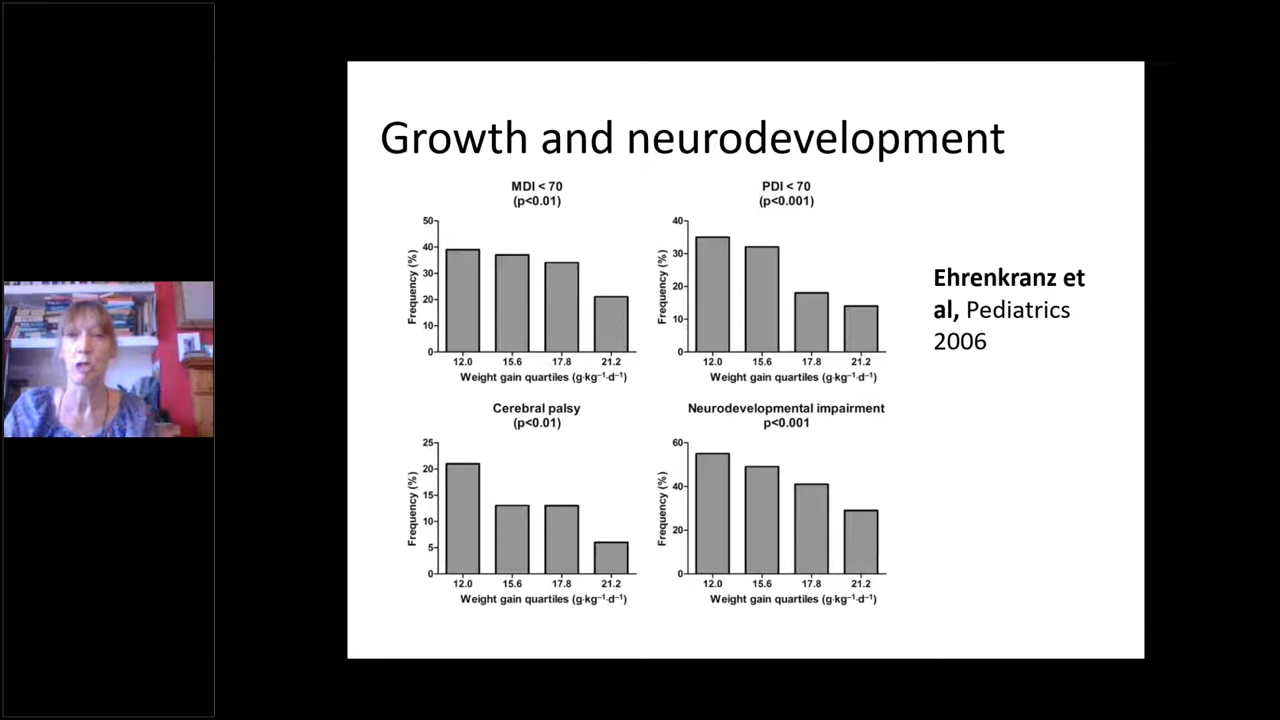 Growth and neurodevelopment
MDI < 70
(p<0.01)
50
40
30
20
10
0
Frequency (%)
12.0 15.6 17.8 21.2
Weight gain quartiles (g·kg⁻¹·d⁻¹)
PDI < 70
(p<0.001)
40
30
20
10
0
Frequency (%)
12.0 15.6 17.8 21.2
Weight gain quartiles (g·kg⁻¹·d⁻¹)
Ehrenkranz et
al, Pediatrics
2006
Cerebral palsy
(p<0.01)
25
20
15
10
5
0
Frequency (%)
12.0 15.6 17.8 21.2
Weight gain quartiles (g·kg⁻¹·d⁻¹)
Neurodevelopmental impairment
p<0.001
60
40
20
0
Frequency (%)
12.0 15.6 17.8 21.2
Weight gain quartiles (g·kg⁻¹·d⁻¹)